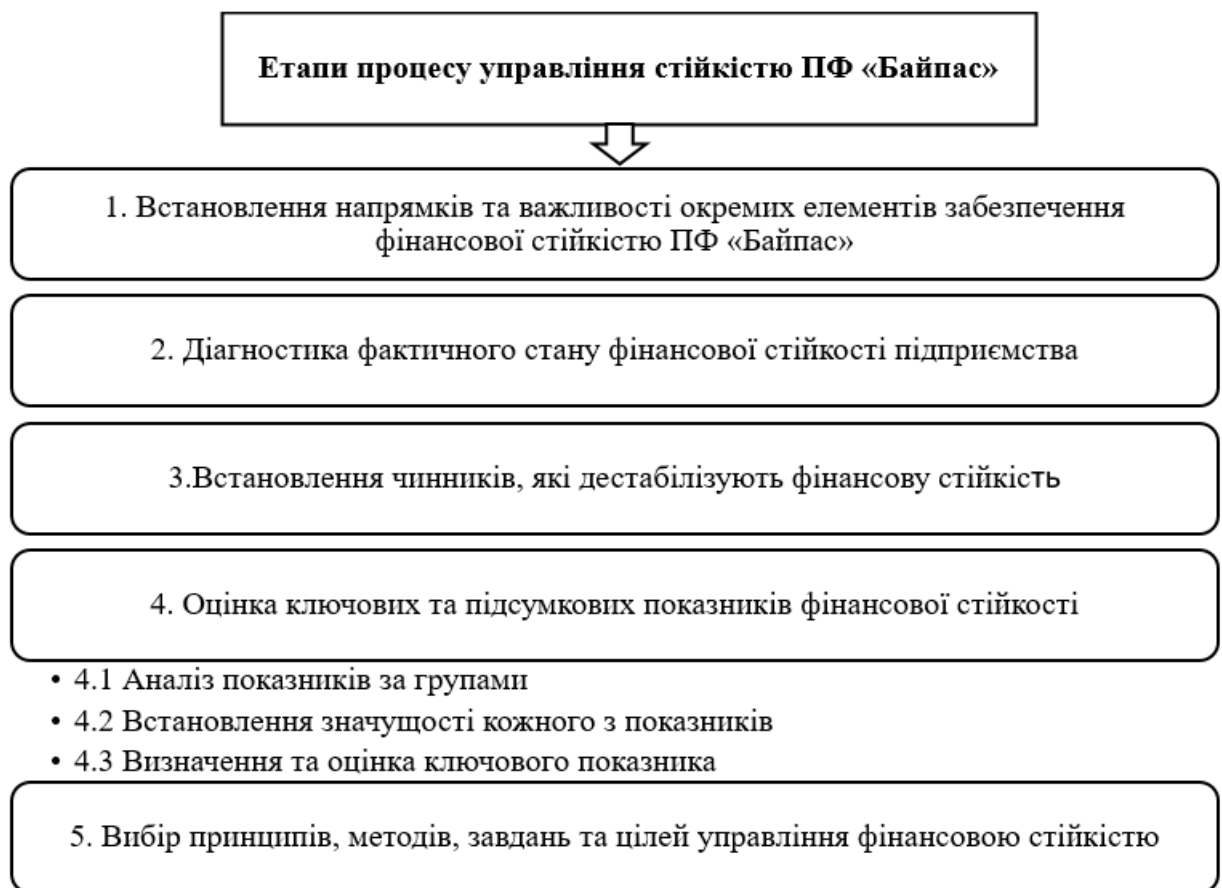 Етапи процесу управління стійкістю ПФ «Байпас»
1. Встановлення напрямків та важливості окремих елементів забезпечення
фінансової стійкістю ПФ «Байпас»
2. Діагностика фактичного стану фінансової стійкості підприємства
3.Встановлення чинників, які дестабілізують фінансову стійкість
4. Оцінка ключових та підсумкових показників фінансової стійкості
• 4.1 Аналіз показників за групами
• 4.2 Встановлення значущості кожного з показників
• 4.3 Визначення та оцінка ключового показника
5. Вибір принципів, методів, завдань та цілей управління фінансовою стійкістю